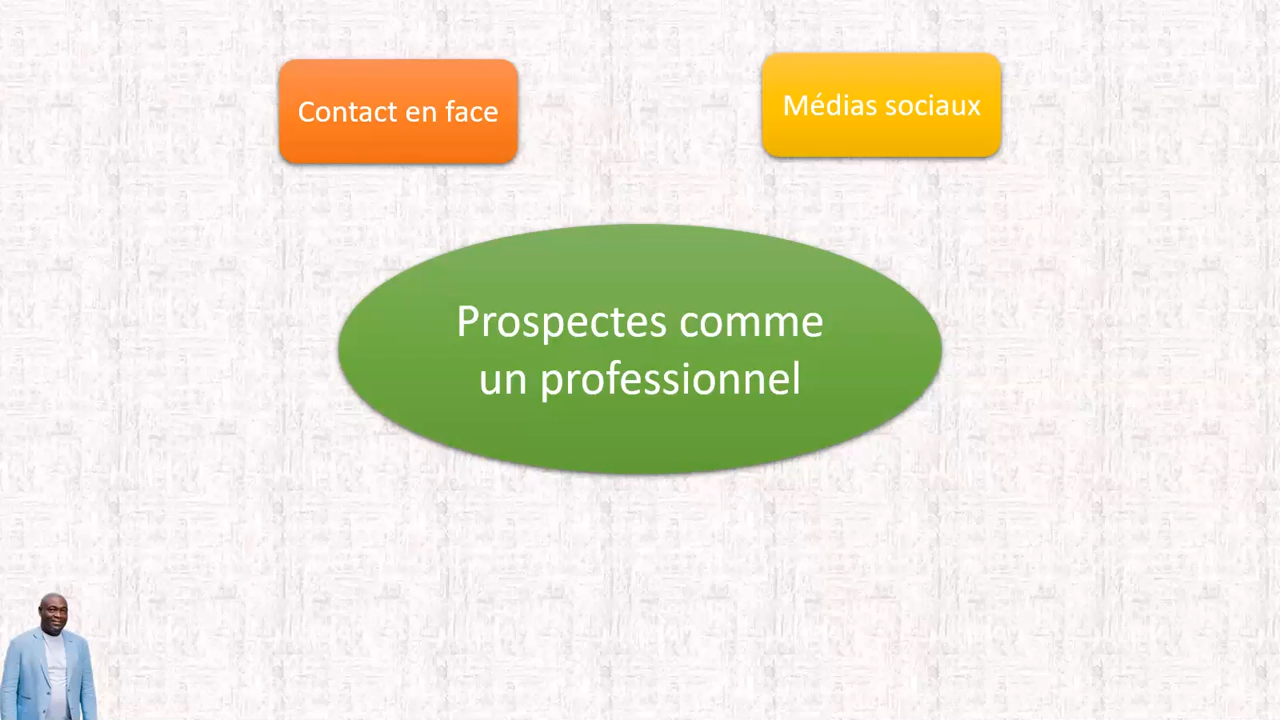 Contact en face
Médias sociaux
Prospectes comme
un professionnel